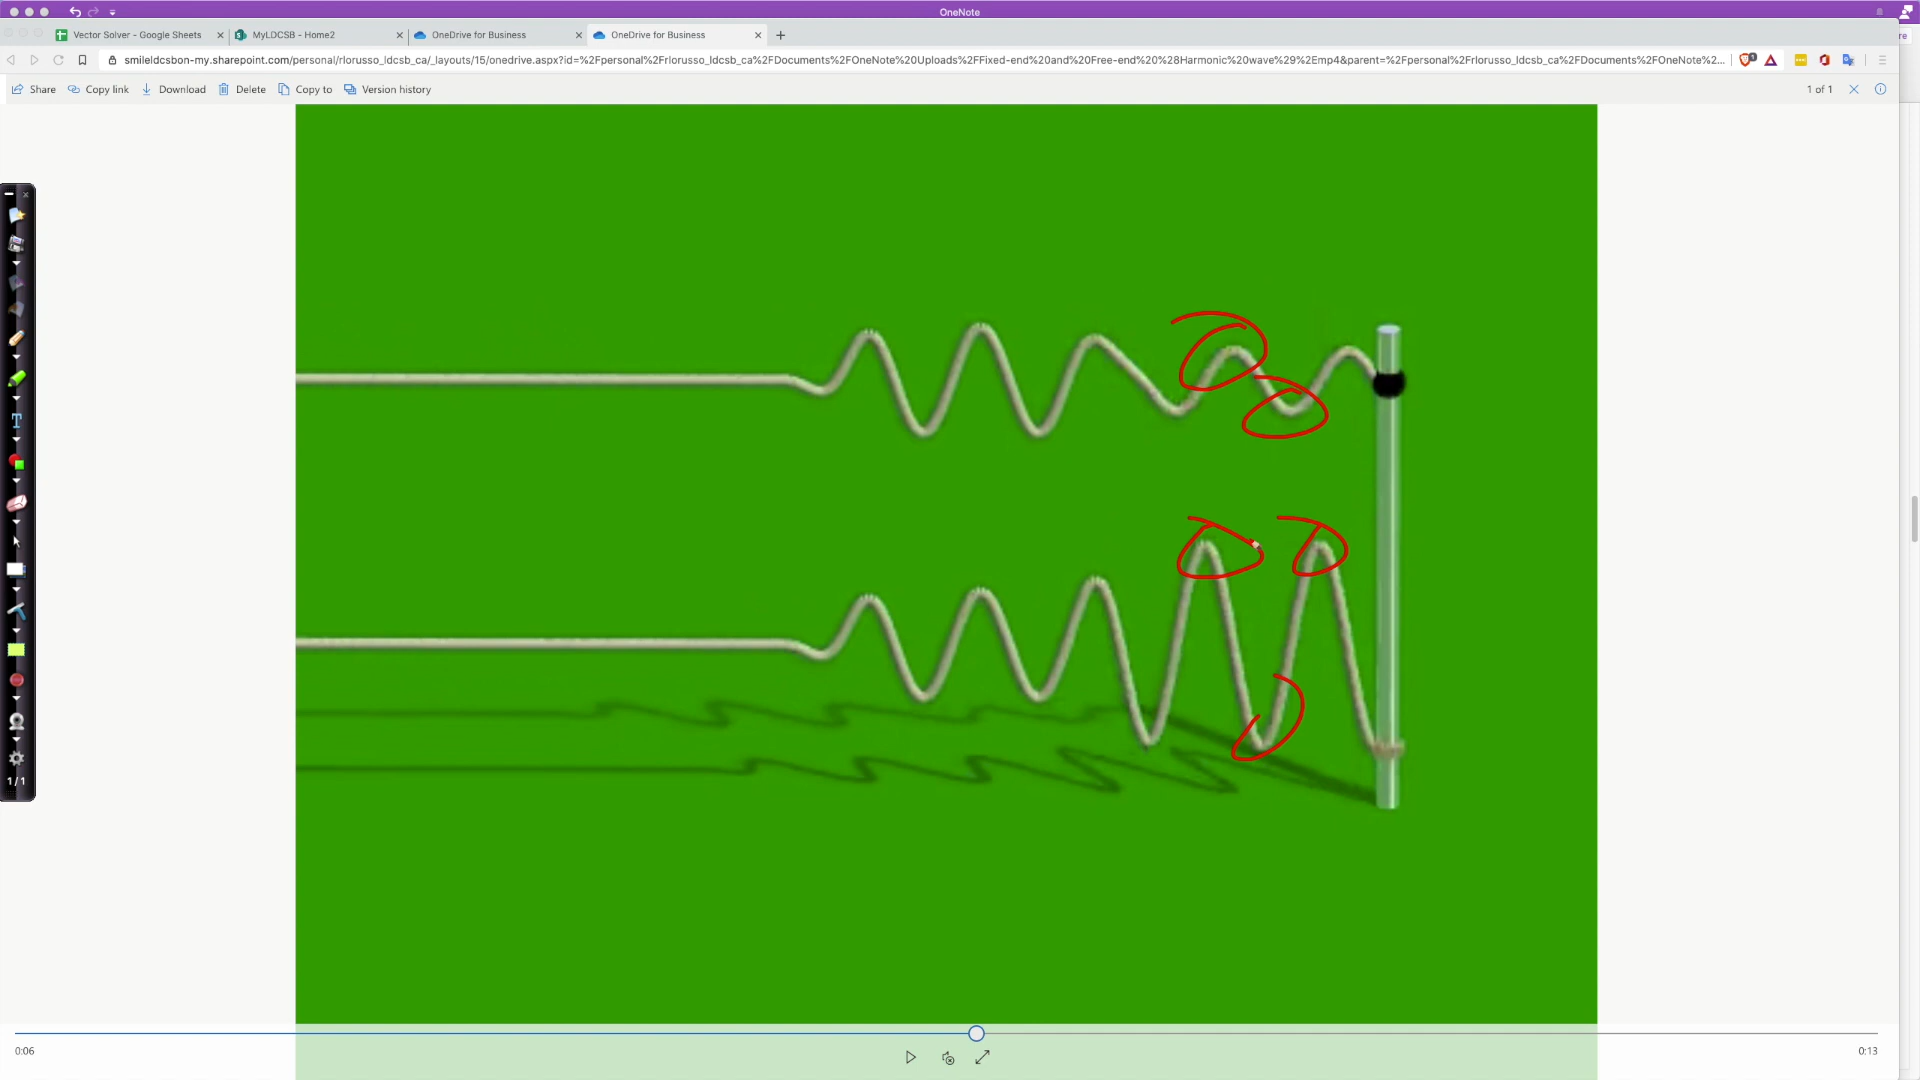 OneNote
Vector Solver - Google Sheets
MyLDCSB - Home2
OneDrive for Business
OneDrive for Business
re
smileldcsbon-my.sharepoint.com/personal/rlorusso_ldcsb_ca/_layouts/15/onedrive.aspx?id=%2Fpersonal%2Frlorusso_ldcsb_ca%2FDocuments%2FOneNote%20Uploads%2FFixed-end%20and%20Free-end%20%28Harmonic%20wave%29%2Emp4&parent=%2Fpersonal%2Frlorusso_ldcsb_ca%2FDocuments%2FOneNote%2...
Share Copy link Download Delete Copy to Version history 1 of 1
T
1/1
0:06
0:13